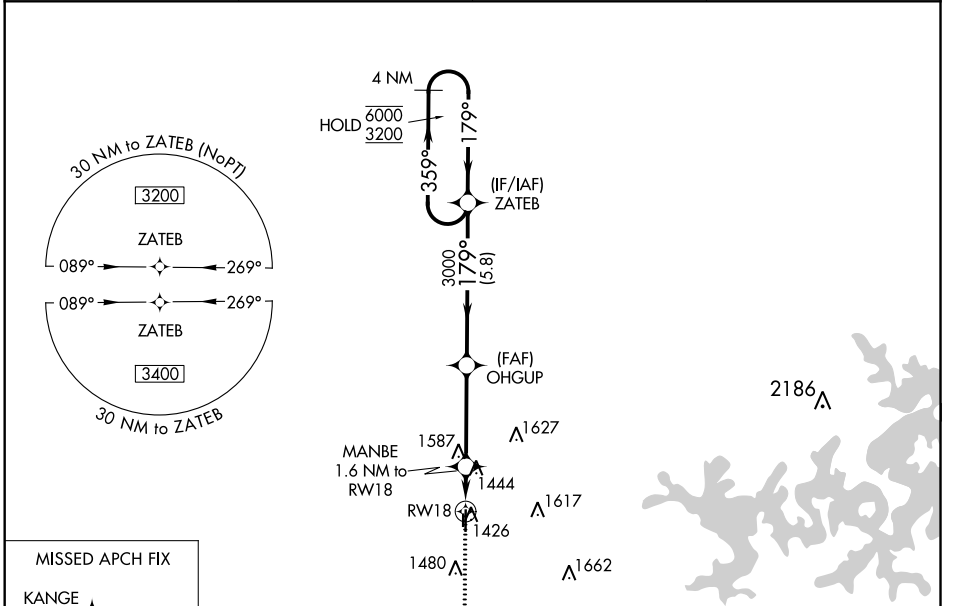 4 NM
HOLD 6000
3200
179°
359°
(IF/IAF)
ZATEB
30 NM to ZATEB (NoPT)
3200
ZATEB
089°
269°
089°
269°
ZATEB
3400
30 NM to ZATEB
3000
179°
(5.8)
(FAF)
OHGUP
2186
1587
1627
MANBE
1.6 NM to
RW18
1444
RW18
1617
1426
1480
1662
MISSED APCH FIX
KANGE